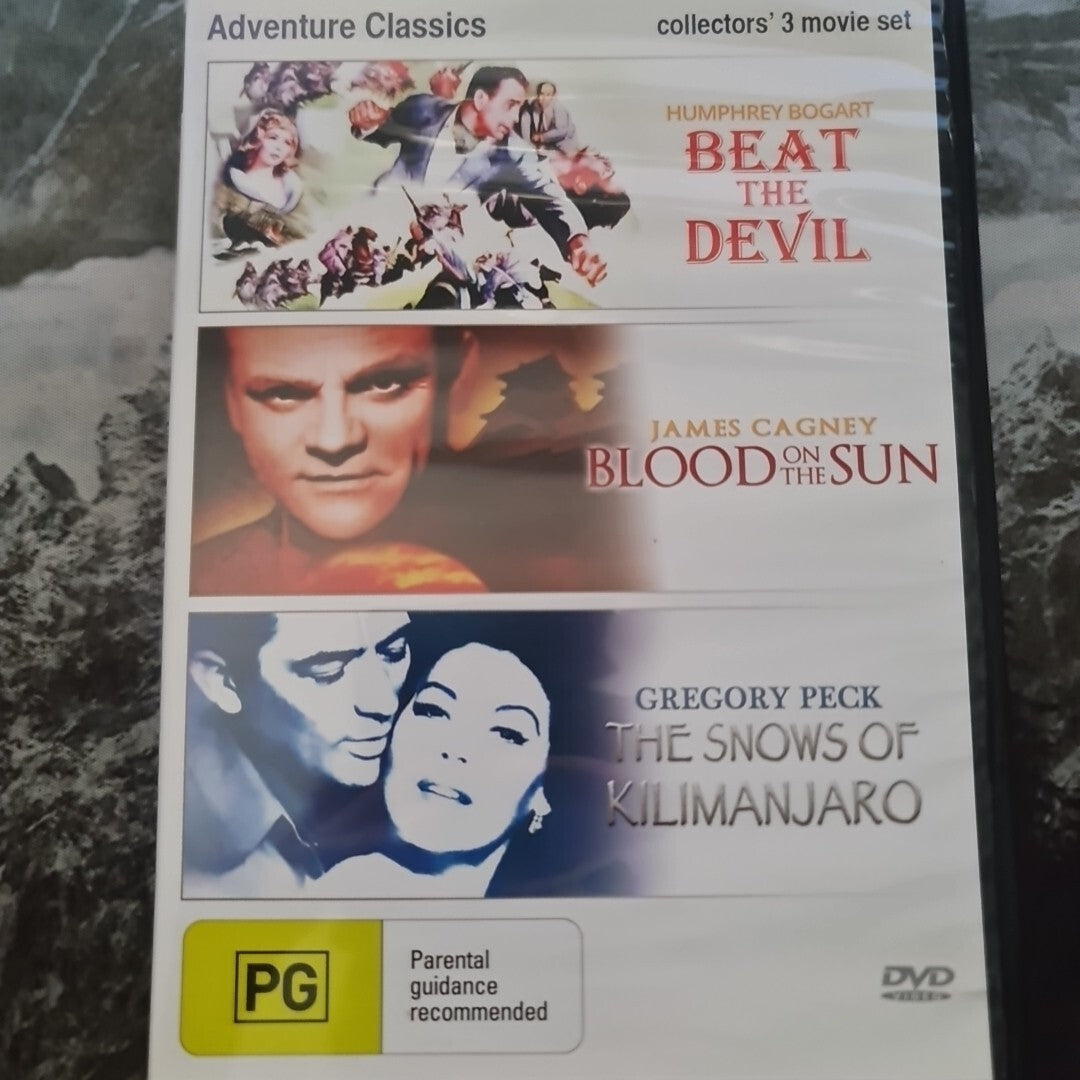 Adventure Classics
collectors' 3 movie set
HUMPHREY BOGART
BEAT
THE
DEVIL
JAMES CAGNEY
BLOOD ON THE SUN
GREGORY PECK
THE SNOWS OF
KILIMANJARO
PG
Parental
guidance
recommended
DVD
VIDEO